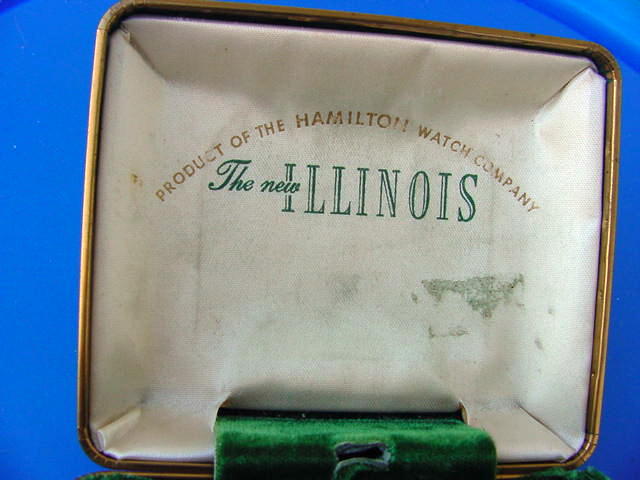 PRODUCT OF THE HAMILTON WATCH COMPANY
The new ILLINOIS